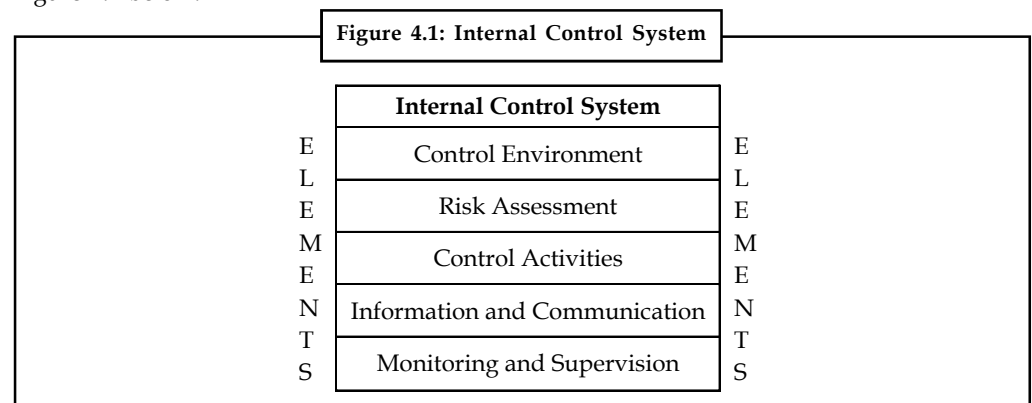 Figure 4.1: Internal Control System
Internal Control System
Control Environment
Risk Assessment
Control Activities
Information and Communication
Monitoring and Supervision
E
L
E
M
E
N
T
S
E
L
E
M
E
N
T
S